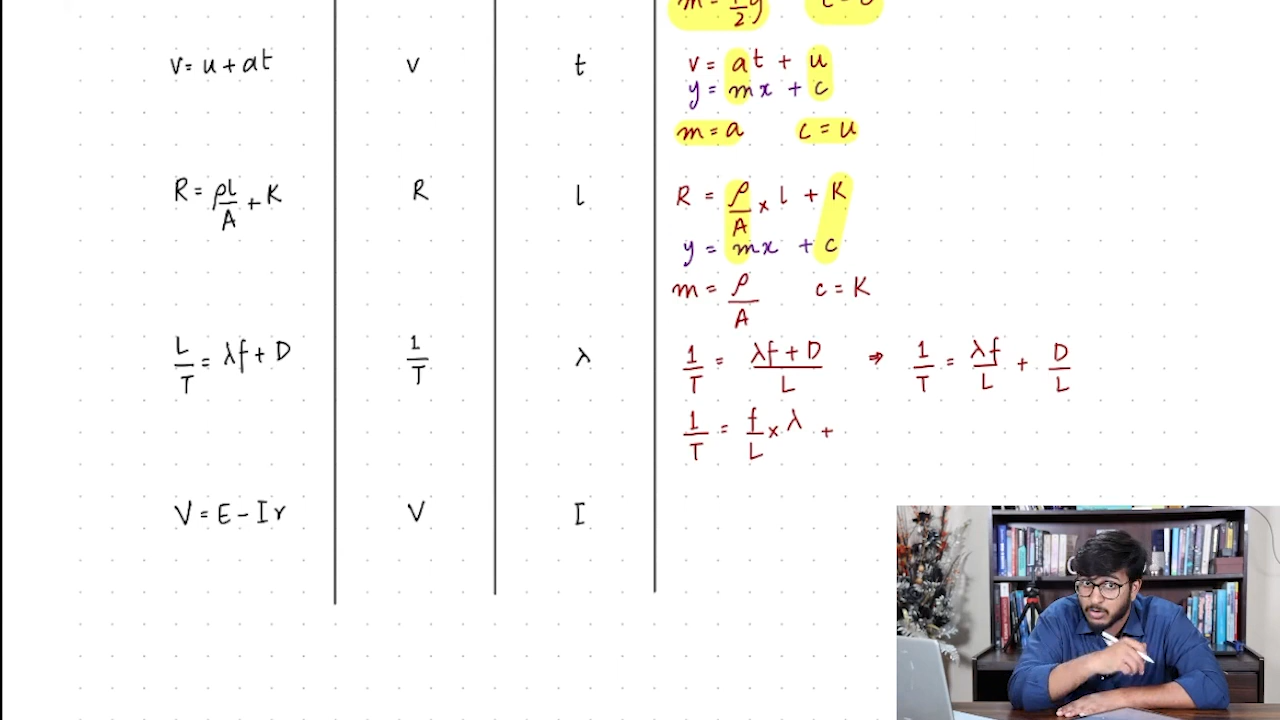 v = u + at    v    t    v = at + u
y = mx + c
m = a    c = u
R = ρl/A + K    R    l    R = ρ/A × l + K
y = mx + c
m = ρ/A    c = K
L/T = λf + D    1/T    λ    1/T = (λf + D)/L ⇒ 1/T = λf/L + D/L
1/T = f/L × λ +
V = E - Ir    V    I